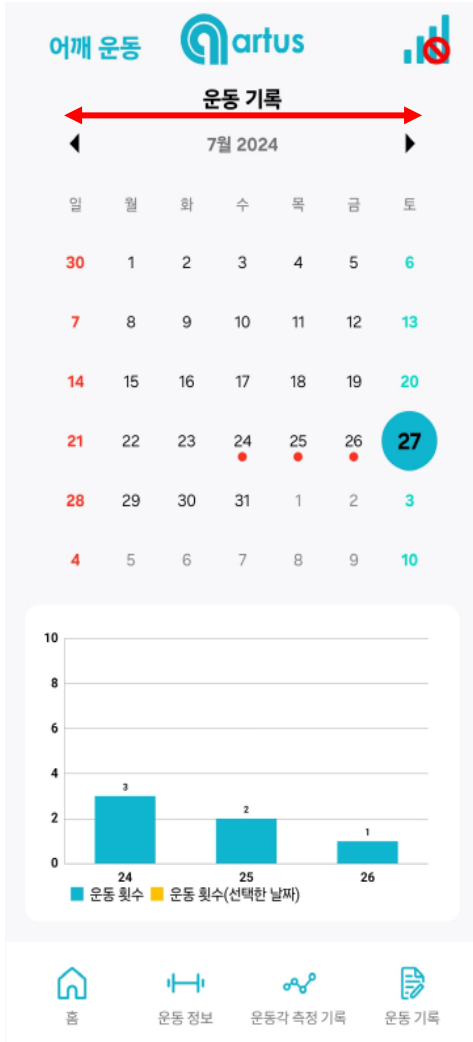 어깨 운동 artus
운동 기록
7월 2024
일 월 화 수 목 금 토
30 1 2 3 4 5 6
7 8 9 10 11 12 13
14 15 16 17 18 19 20
21 22 23 24 25 26 27
28 29 30 31 1 2 3
4 5 6 7 8 9 10
10
8
6
4
2
0
3
2
1
24 25 26
운동 횟수 운동 횟수(선택한 날짜)
홈 운동 정보 운동각 측정 기록 운동 기록